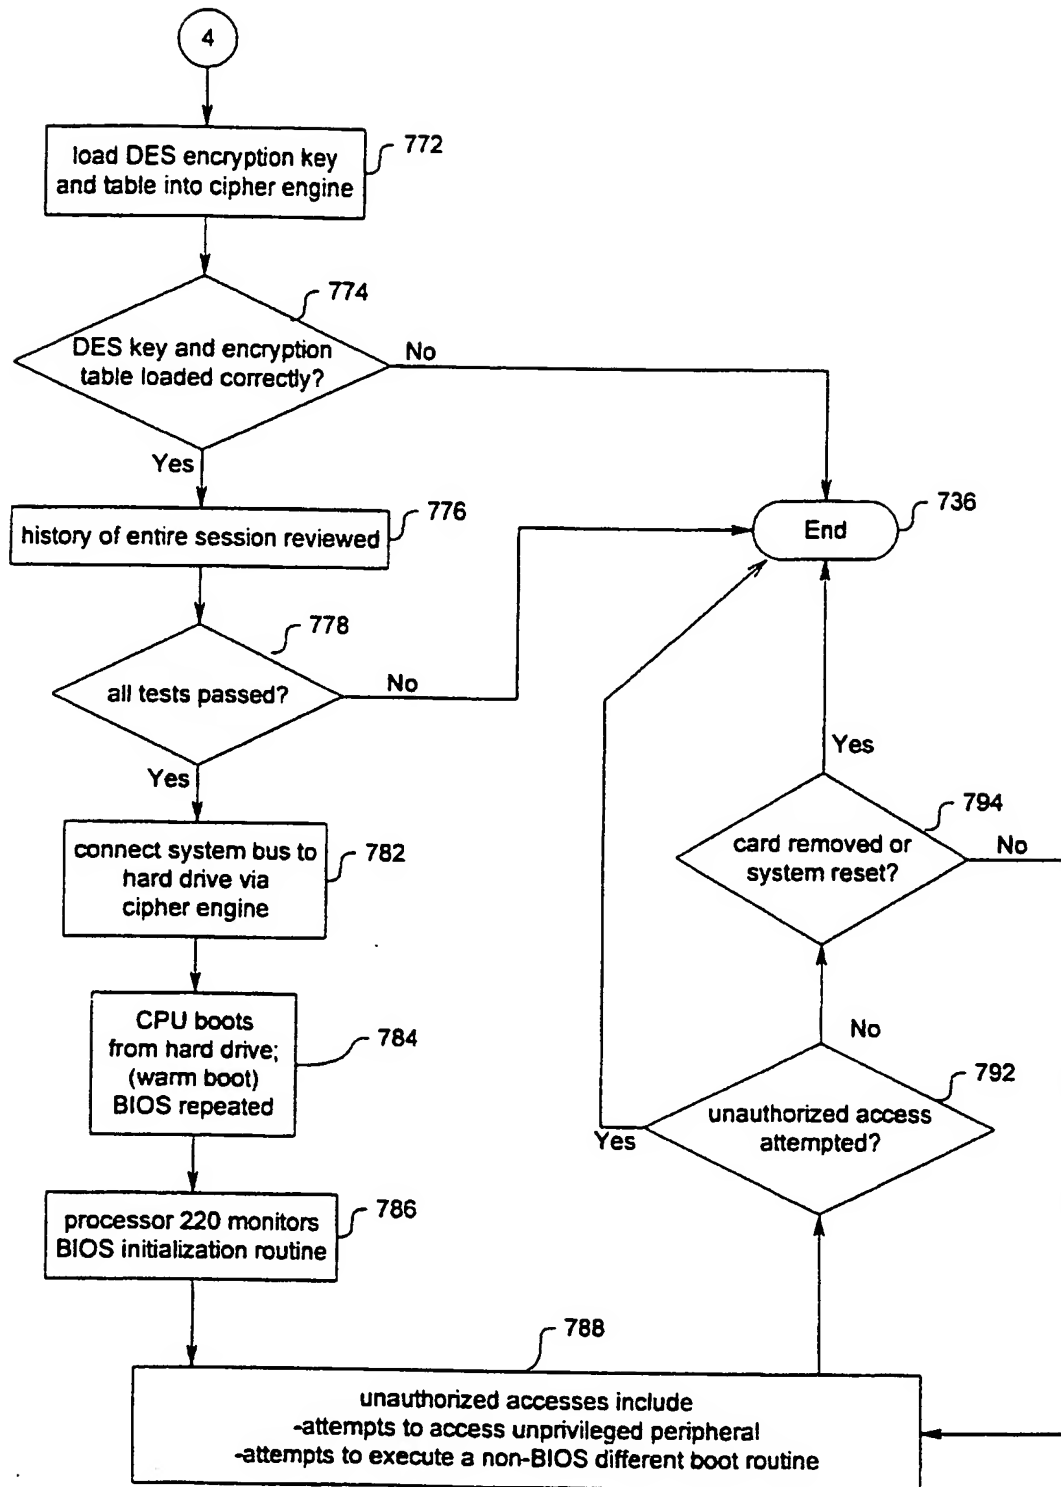 4
load DES encryption key
and table into cipher engine
772
774
DES key and encryption
table loaded correctly?
No
Yes
history of entire session reviewed
776
End
736
778
all tests passed?
No
Yes
connect system bus to
hard drive via
cipher engine
782
CPU boots
from hard drive;
(warm boot)
BIOS repeated
784
processor 220 monitors
BIOS initialization routine
786
Yes
794
card removed or
system reset?
No
No
792
unauthorized access
attempted?
Yes
788
unauthorized accesses include
-attempts to access unprivileged peripheral
-attempts to execute a non-BIOS different boot routine